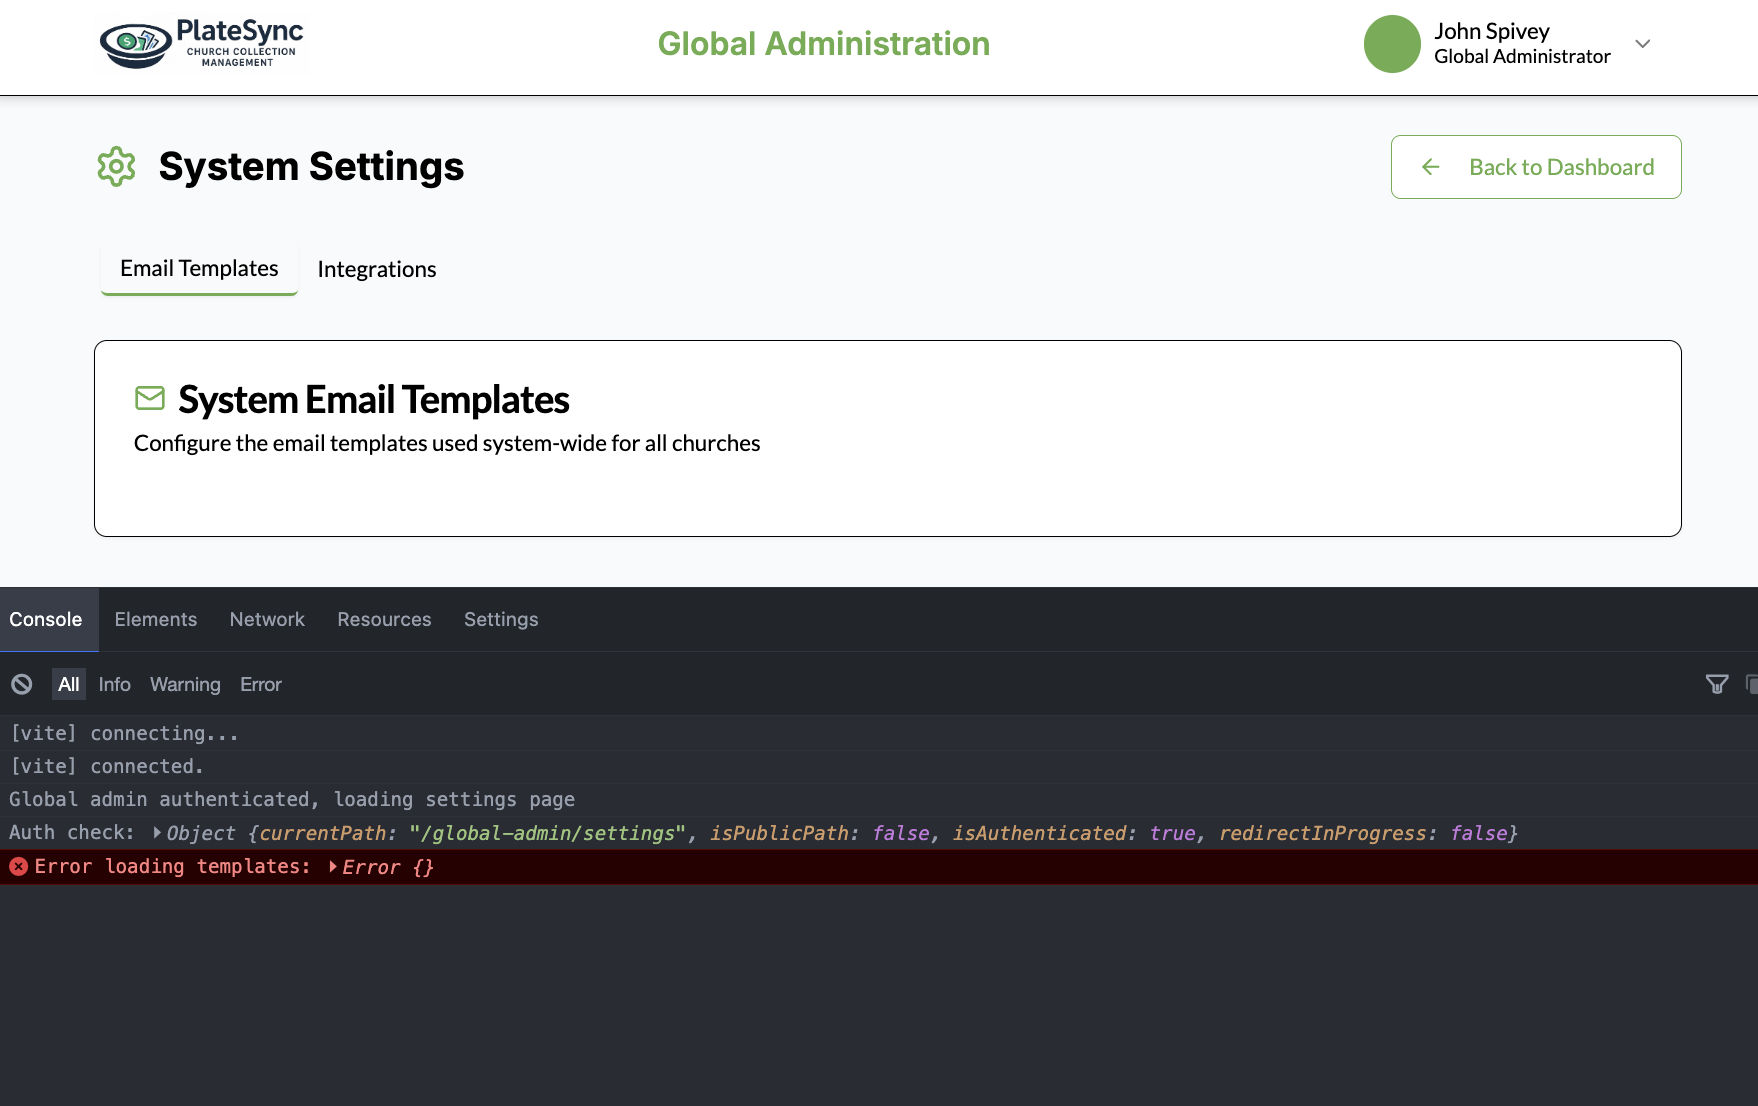 PlateSync
CHURCH COLLECTION
MANAGEMENT
Global Administration
John Spivey
Global Administrator
System Settings
Back to Dashboard
Email Templates
Integrations
System Email Templates
Configure the email templates used system-wide for all churches
Console
Elements
Network
Resources
Settings
All
Info
Warning
Error
[vite] connecting...
[vite] connected.
Global admin authenticated, loading settings page
Auth check: Object {currentPath: "/global-admin/settings", isPublicPath: false, isAuthenticated: true, redirectInProgress: false}
Error loading templates: Error {}